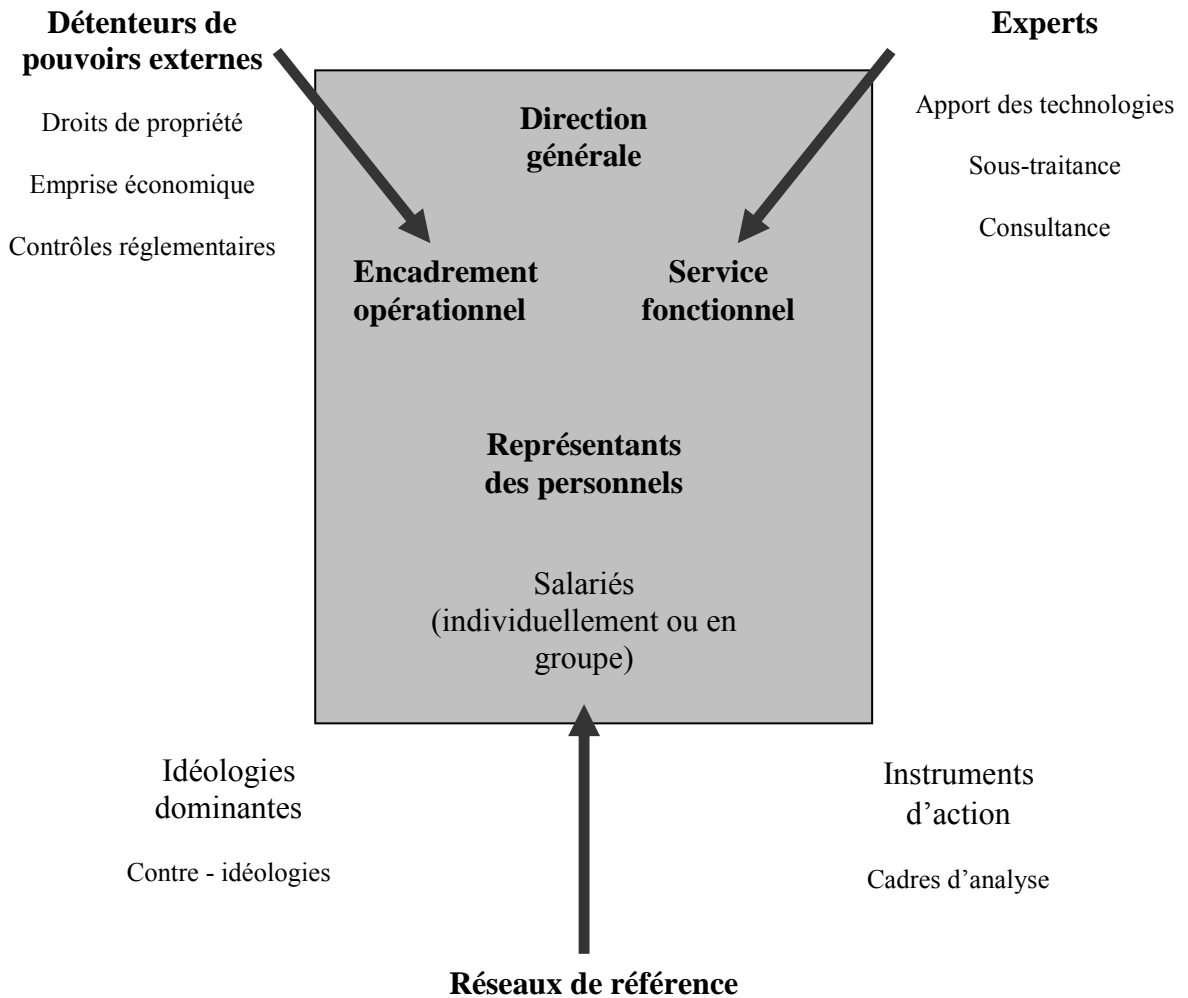 Détenteurs de
pouvoirs externes
Droits de propriété
Emprise économique
Contrôles réglementaires
Experts
Apport des technologies
Sous-traitance
Consultance
Direction
générale
Encadrement
opérationnel
Service
fonctionnel
Représentants
des personnels
Salariés
(individuellement ou en
groupe)
Idéologies
dominantes
Contre - idéologies
Instruments
d’action
Cadres d’analyse
Réseaux de référence